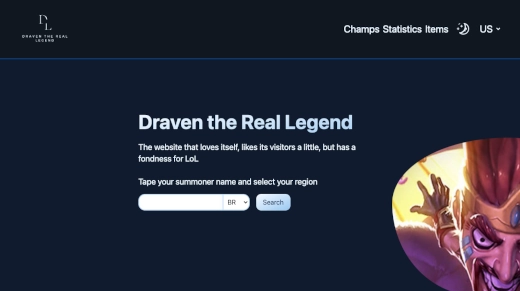 D
L
DRAVEN THE REAL
LEGEND
Champs Statistics Items US
Draven the Real Legend
The website that loves itself, likes its visitors a little, but has a
fondness for LoL
Tape your summoner name and select your region
BR Search